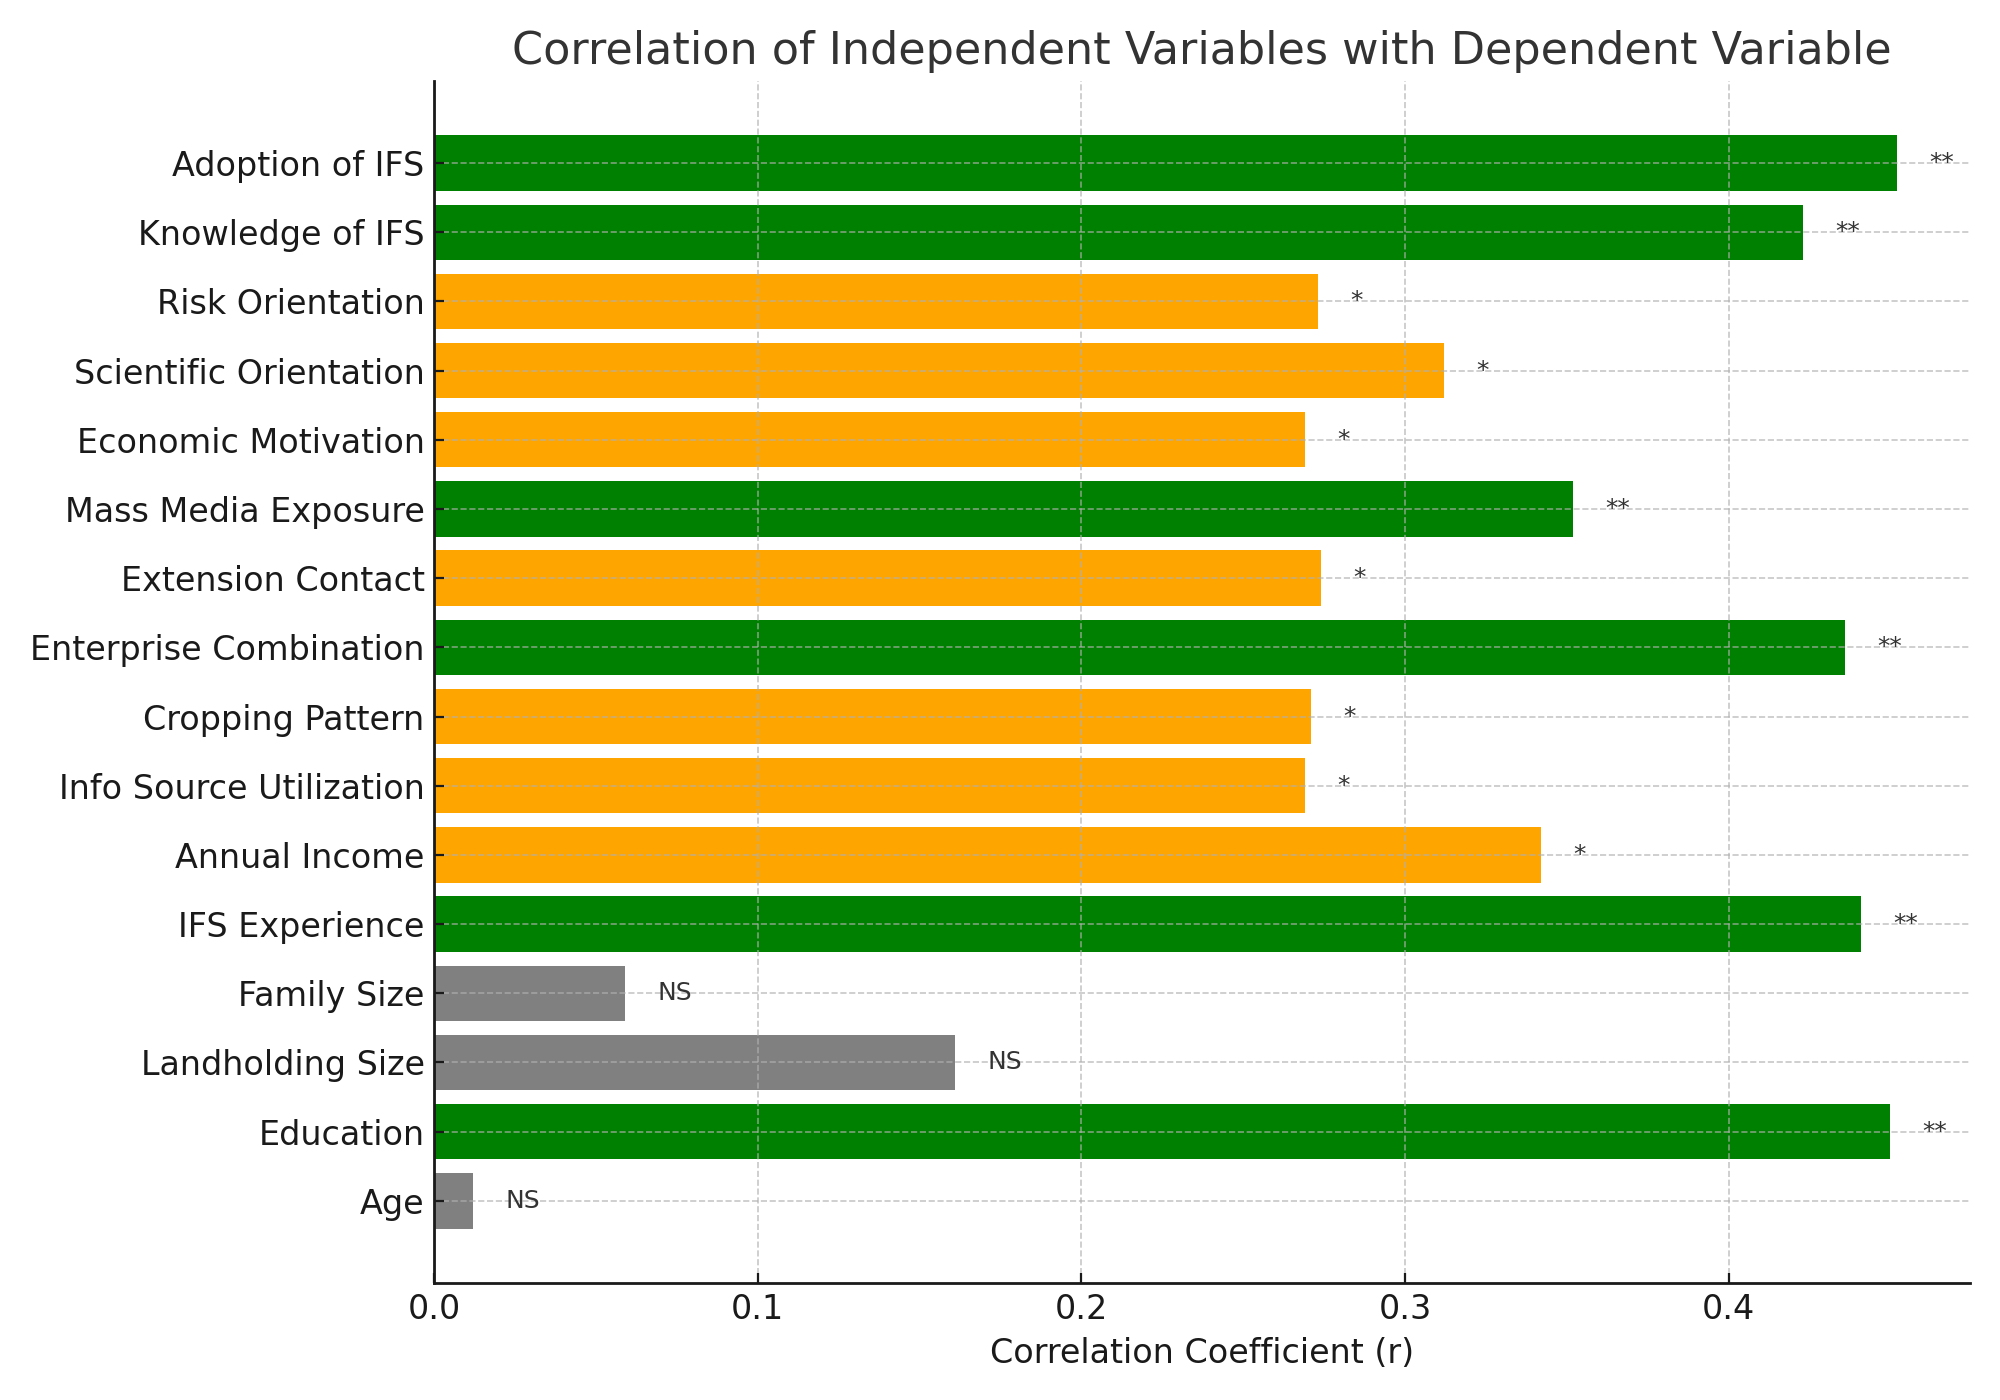 Correlation of Independent Variables with Dependent Variable
Adoption of IFS **
Knowledge of IFS **
Risk Orientation *
Scientific Orientation *
Economic Motivation *
Mass Media Exposure **
Extension Contact *
Enterprise Combination **
Cropping Pattern *
Info Source Utilization *
Annual Income *
IFS Experience **
Family Size NS
Landholding Size NS
Education **
Age NS
0.0 0.1 0.2 0.3 0.4
Correlation Coefficient (r)